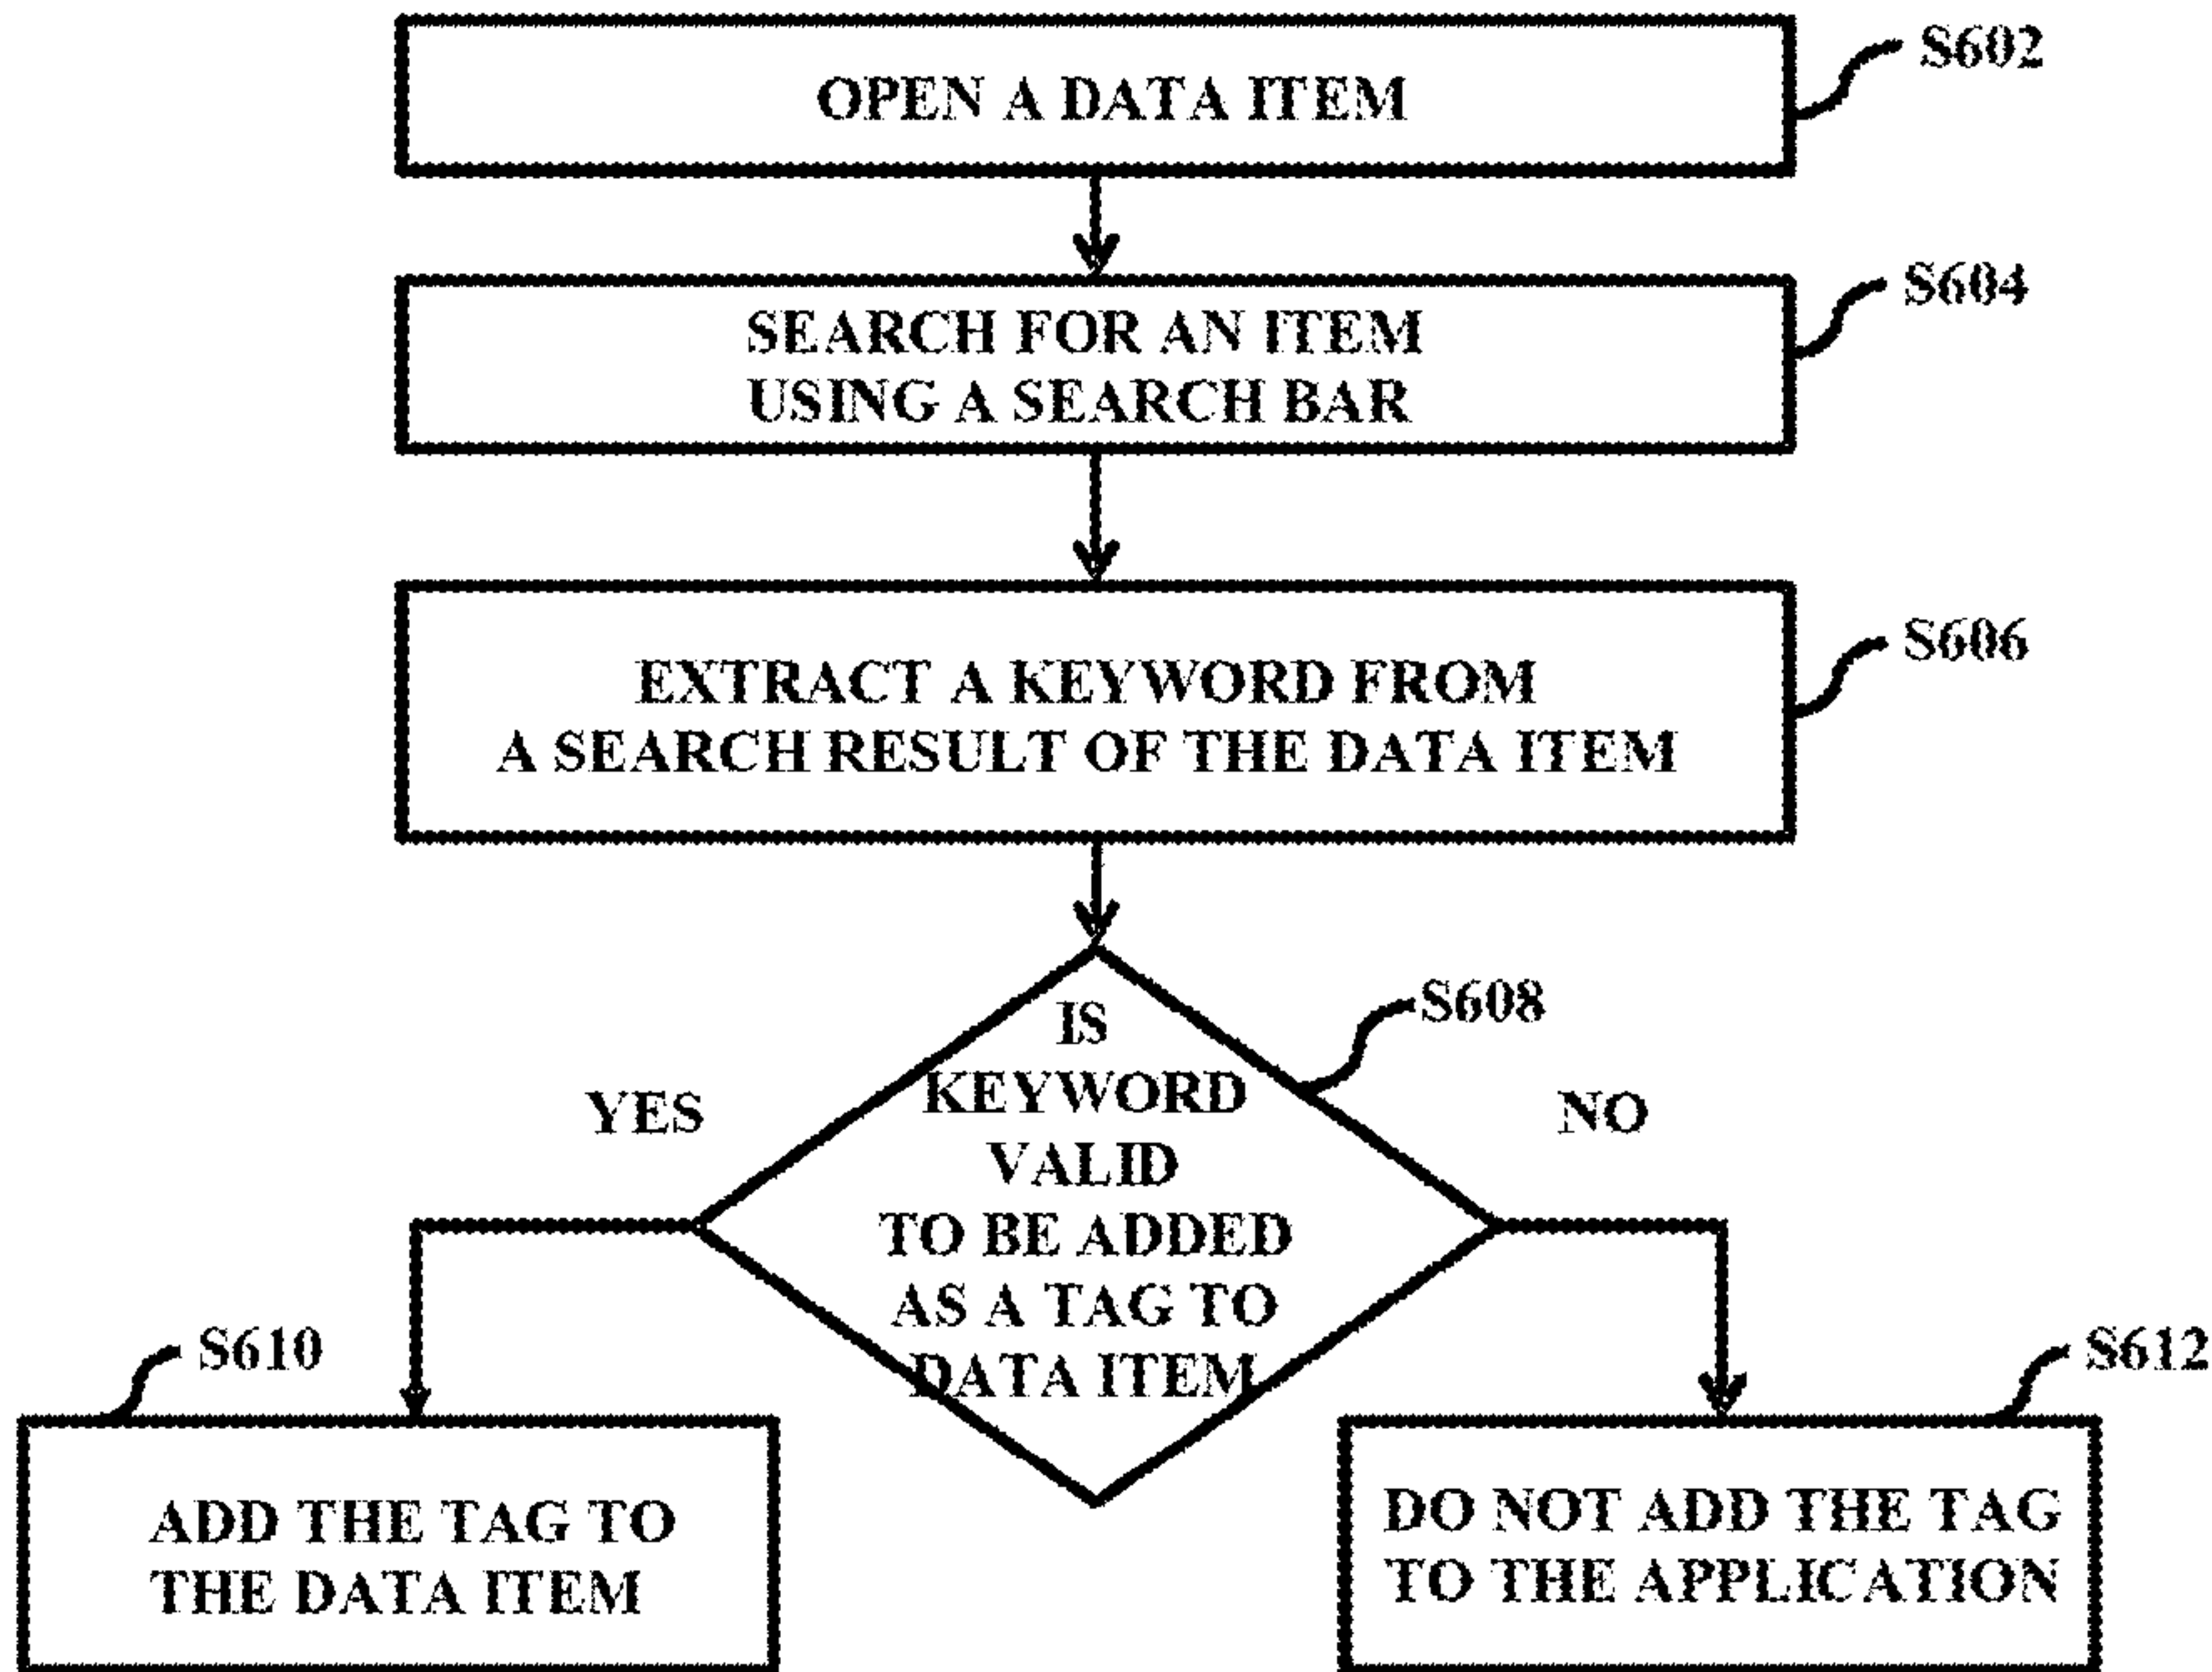 OPEN A DATA ITEM
S602
SEARCH FOR AN ITEM
USING A SEARCH BAR
S604
EXTRACT A KEYWORD FROM
A SEARCH RESULT OF THE DATA ITEM
S606
IS
KEYWORD
VALID
TO BE ADDED
AS A TAG TO
DATA ITEM
S608
YES
NO
S610
ADD THE TAG TO
THE DATA ITEM
S612
DO NOT ADD THE TAG
TO THE APPLICATION